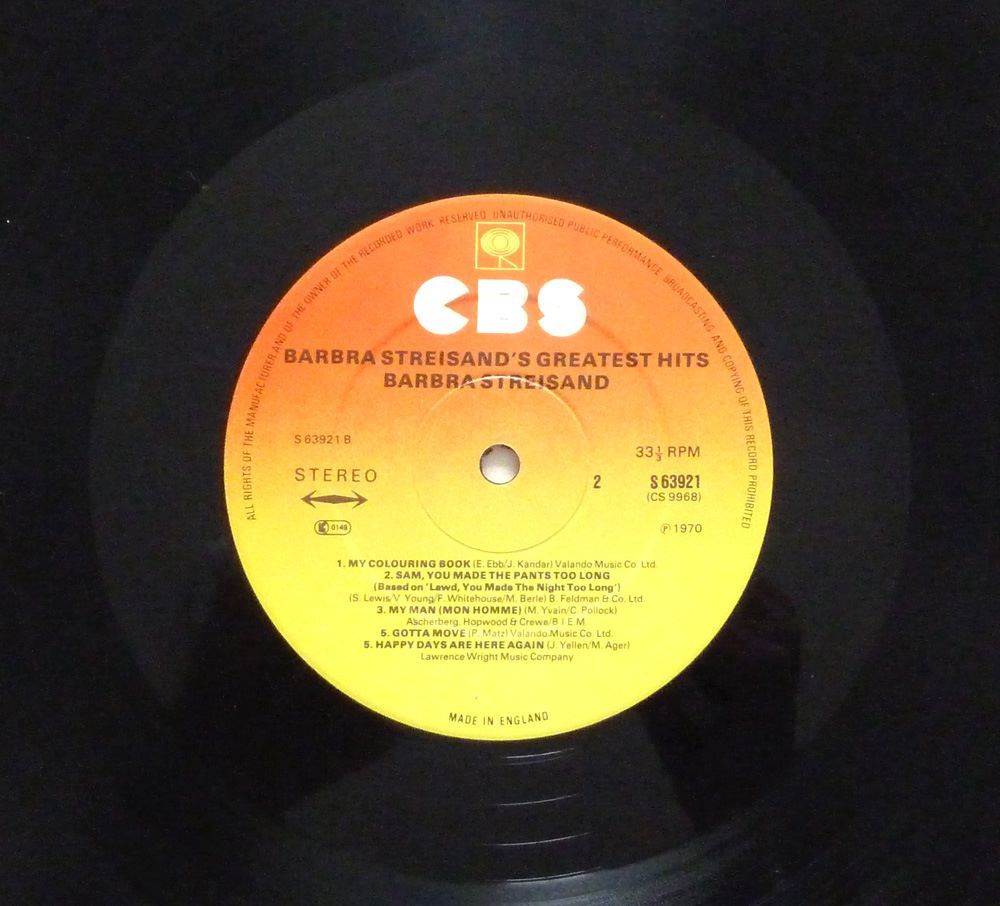 ALL RIGHTS OF THE MANUFACTURER AND OF THE OWNER OF THE RECORDED WORK RESERVED. UNAUTHORISED PUBLIC PERFORMANCE BROADCASTING AND COPYING OF THIS RECORD PROHIBITED
CBS
BARBRA STREISAND'S GREATEST HITS
BARBRA STREISAND
S 63921 B
33⅓ RPM
STEREO
2
S 63921
(CS 9968)
0149
℗ 1970
1. MY COLOURING BOOK (E. Ebb/J. Kandar) Valando Music Co. Ltd.
2. SAM, YOU MADE THE PANTS TOO LONG
(Based on 'Lawd, You Made The Night Too Long')
(S. Lewis/V. Young/F. Whitehouse/M. Berle) B. Feldman & Co. Ltd.
3. MY MAN (MON HOMME) (M. Yvain/C. Pollock)
Ascherberg, Hopwood & Crewe/B.I.E.M.
5. GOTTA MOVE (P. Matz) Valando Music Co. Ltd.
5. HAPPY DAYS ARE HERE AGAIN (J. Yellen/M. Ager)
Lawrence Wright Music Company
MADE IN ENGLAND